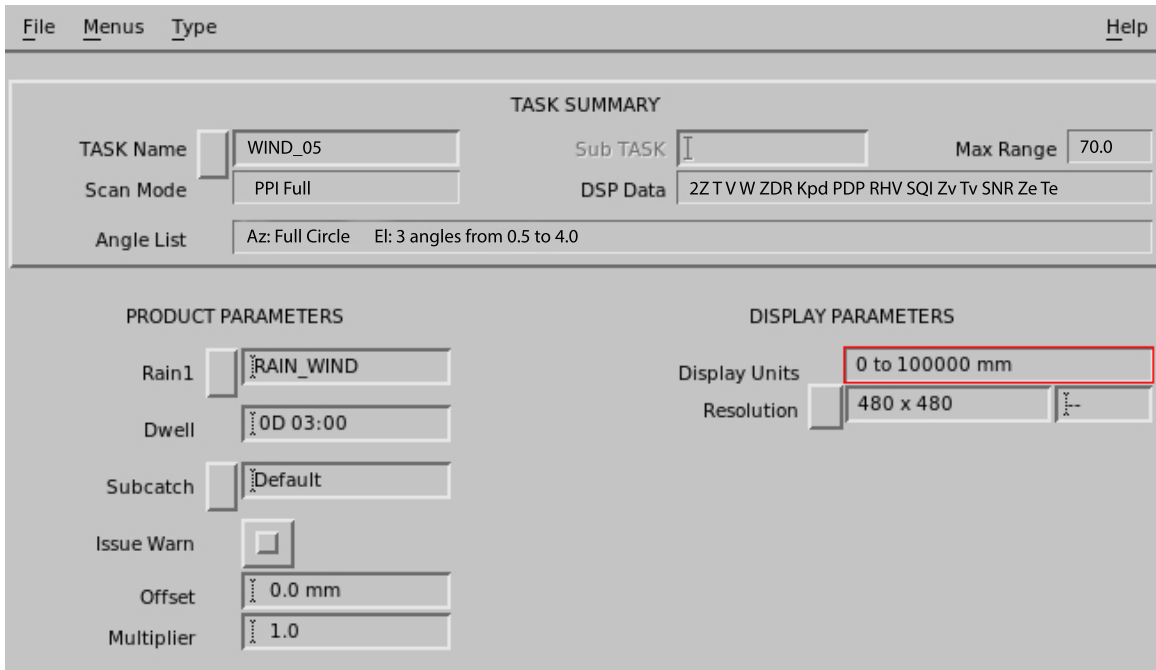 File Menus Type Help
TASK SUMMARY
TASK Name WIND_05 Sub TASK Max Range 70.0
Scan Mode PPI Full DSP Data 2Z T V W ZDR Kpd PDP RHV SQI Zv Tv SNR Ze Te
Angle List Az: Full Circle El: 3 angles from 0.5 to 4.0
PRODUCT PARAMETERS DISPLAY PARAMETERS
Rain1 RAIN_WIND Display Units 0 to 100000 mm
Resolution 480 x 480 --
Dwell 0D 03:00
Subcatch Default
Issue Warn
Offset 0.0 mm
Multiplier 1.0